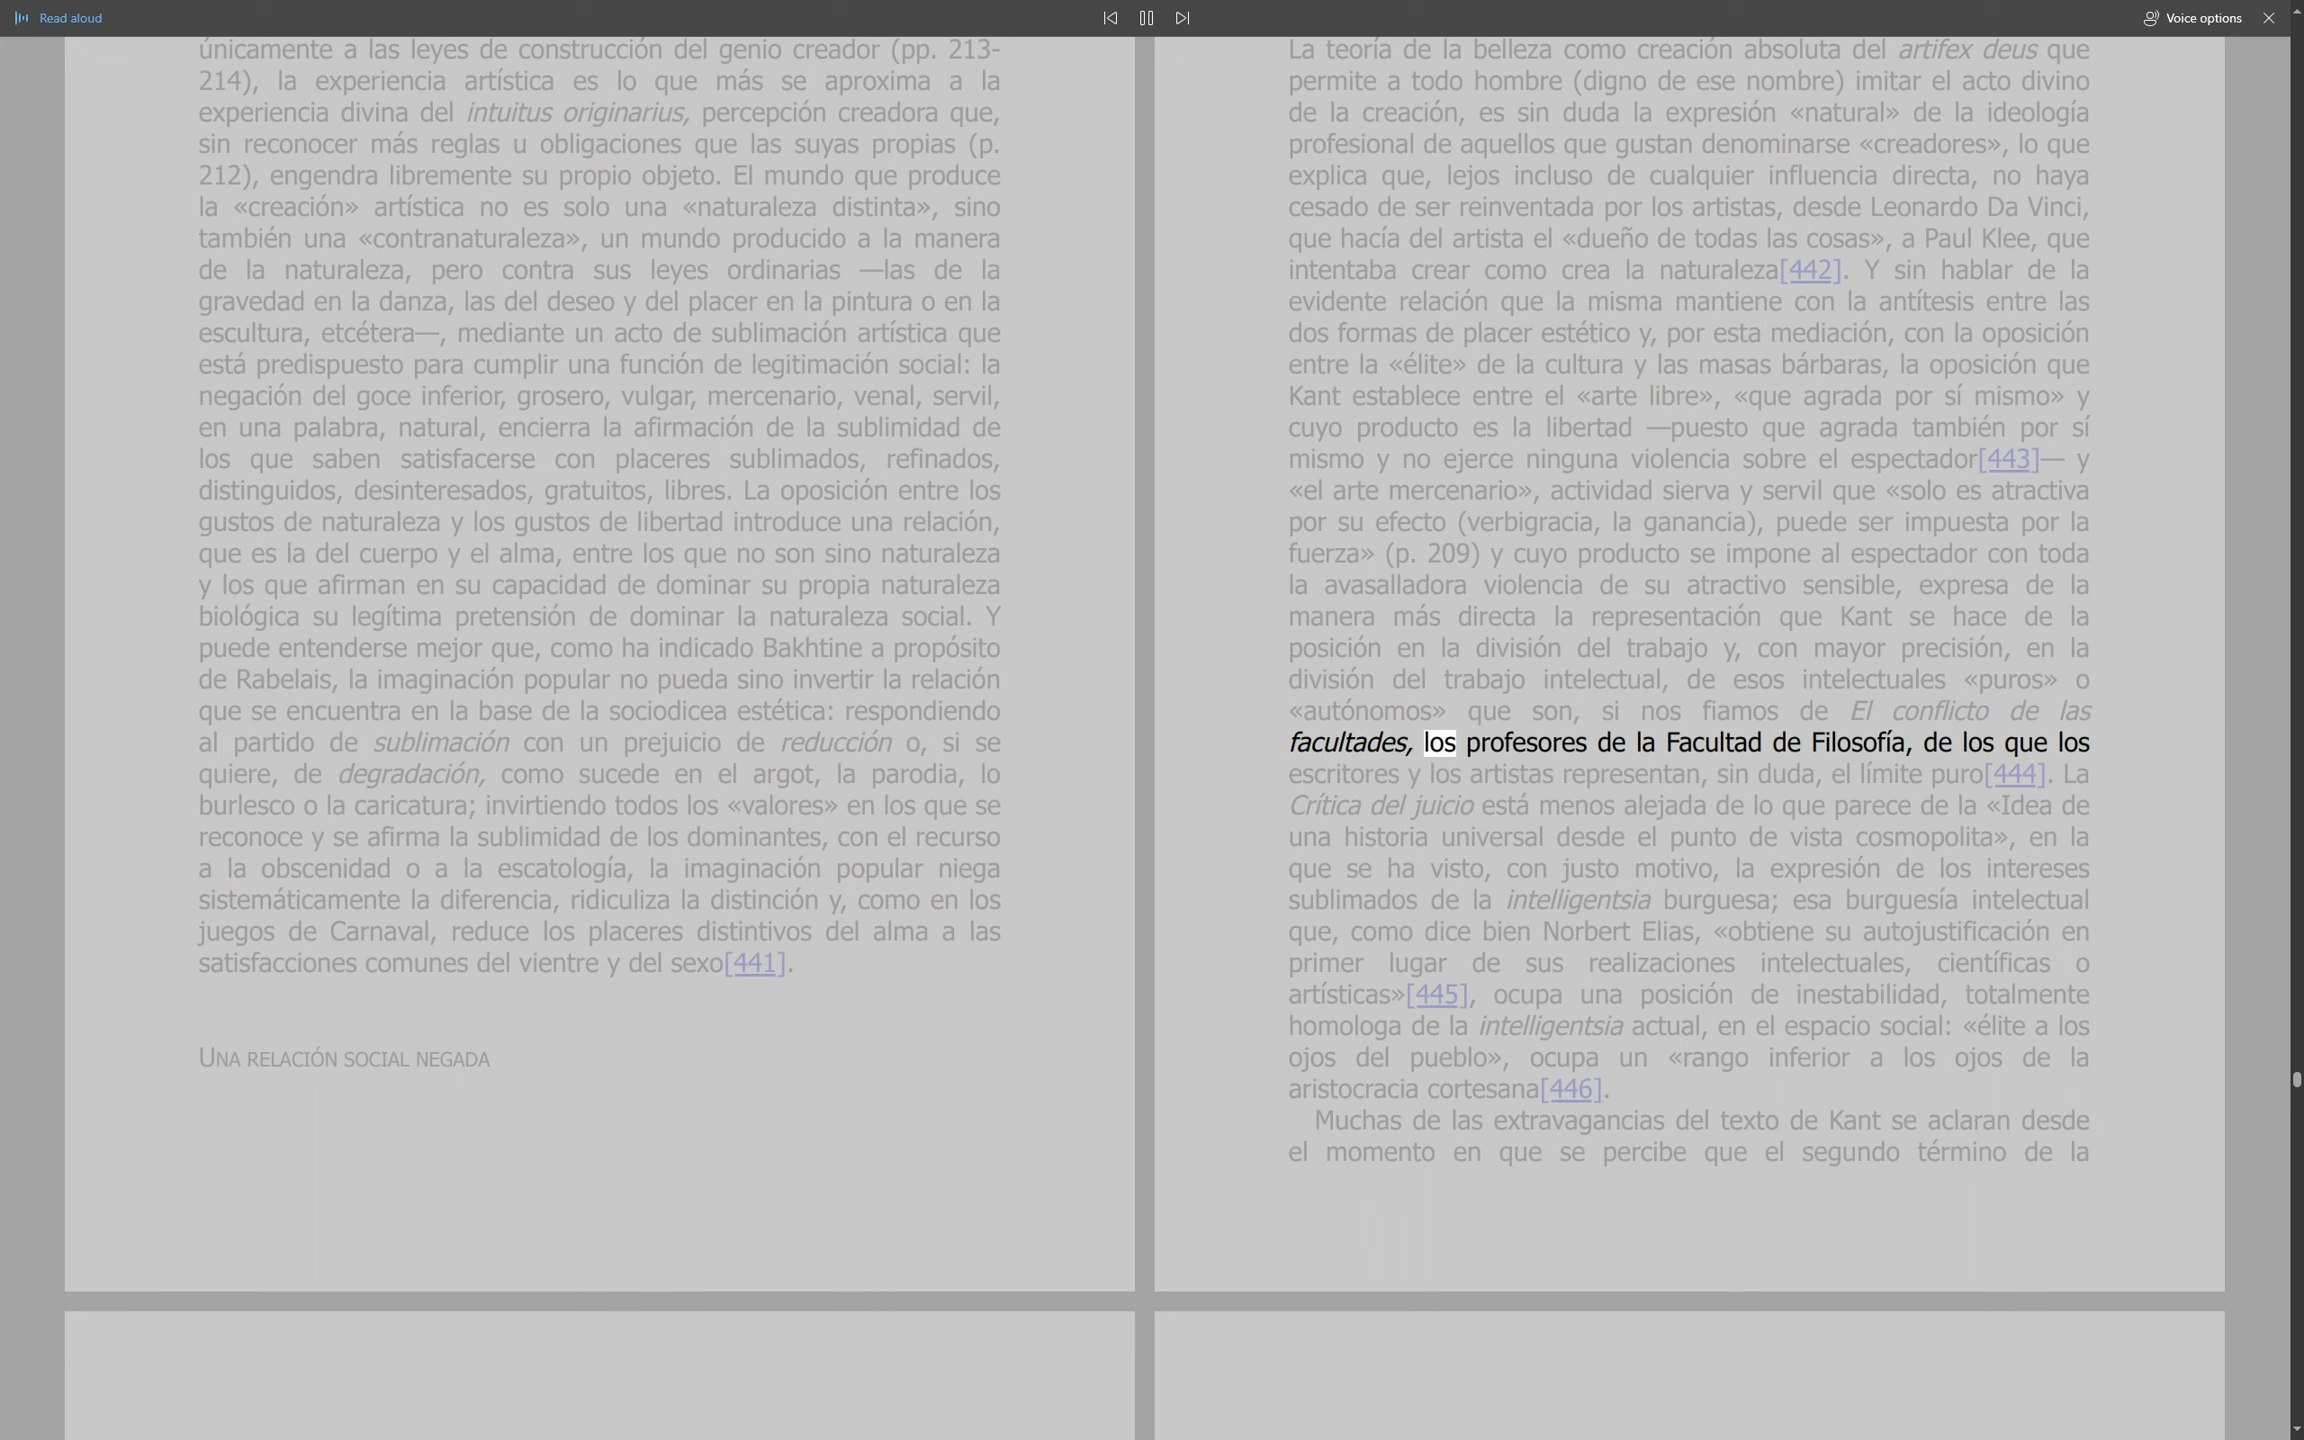 Read aloud
Voice options
únicamente a las leyes de construcción del genio creador (pp. 213-
214), la experiencia artística es lo que más se aproxima a la
experiencia divina del intuitus originarius, percepción creadora que,
sin reconocer más reglas u obligaciones que las suyas propias (p.
212), engendra libremente su propio objeto. El mundo que produce
la «creación» artística no es solo una «naturaleza distinta», sino
también una «contranaturaleza», un mundo producido a la manera
de la naturaleza, pero contra sus leyes ordinarias —las de la
gravedad en la danza, las del deseo y del placer en la pintura o en la
escultura, etcétera—, mediante un acto de sublimación artística que
está predispuesto para cumplir una función de legitimación social: la
negación del goce inferior, grosero, vulgar, mercenario, venal, servil,
en una palabra, natural, encierra la afirmación de la sublimidad de
los que saben satisfacerse con placeres sublimados, refinados,
distinguidos, desinteresados, gratuitos, libres. La oposición entre los
gustos de naturaleza y los gustos de libertad introduce una relación,
que es la del cuerpo y el alma, entre los que no son sino naturaleza
y los que afirman en su capacidad de dominar su propia naturaleza
biológica su legítima pretensión de dominar la naturaleza social. Y
puede entenderse mejor que, como ha indicado Bakhtine a propósito
de Rabelais, la imaginación popular no pueda sino invertir la relación
que se encuentra en la base de la sociodicea estética: respondiendo
al partido de sublimación con un prejuicio de reducción o, si se
quiere, de degradación, como sucede en el argot, la parodia, lo
burlesco o la caricatura; invirtiendo todos los «valores» en los que se
reconoce y se afirma la sublimidad de los dominantes, con el recurso
a la obscenidad o a la escatología, la imaginación popular niega
sistemáticamente la diferencia, ridiculiza la distinción y, como en los
juegos de Carnaval, reduce los placeres distintivos del alma a las
satisfacciones comunes del vientre y del sexo[441].
UNA RELACIÓN SOCIAL NEGADA
La teoría de la belleza como creación absoluta del artifex deus que
permite a todo hombre (digno de ese nombre) imitar el acto divino
de la creación, es sin duda la expresión «natural» de la ideología
profesional de aquellos que gustan denominarse «creadores», lo que
explica que, lejos incluso de cualquier influencia directa, no haya
cesado de ser reinventada por los artistas, desde Leonardo Da Vinci,
que hacía del artista el «dueño de todas las cosas», a Paul Klee, que
intentaba crear como crea la naturaleza[442]. Y sin hablar de la
evidente relación que la misma mantiene con la antítesis entre las
dos formas de placer estético y, por esta mediación, con la oposición
entre la «élite» de la cultura y las masas bárbaras, la oposición que
Kant establece entre el «arte libre», «que agrada por sí mismo» y
cuyo producto es la libertad —puesto que agrada también por sí
mismo y no ejerce ninguna violencia sobre el espectador[443]— y
«el arte mercenario», actividad sierva y servil que «solo es atractiva
por su efecto (verbigracia, la ganancia), puede ser impuesta por la
fuerza» (p. 209) y cuyo producto se impone al espectador con toda
la avasalladora violencia de su atractivo sensible, expresa de la
manera más directa la representación que Kant se hace de la
posición en la división del trabajo y, con mayor precisión, en la
división del trabajo intelectual, de esos intelectuales «puros» o
«autónomos» que son, si nos fiamos de El conflicto de las
facultades, los profesores de la Facultad de Filosofía, de los que los
escritores y los artistas representan, sin duda, el límite puro[444]. La
Crítica del juicio está menos alejada de lo que parece de la «Idea de
una historia universal desde el punto de vista cosmopolita», en la
que se ha visto, con justo motivo, la expresión de los intereses
sublimados de la intelligentsia burguesa; esa burguesía intelectual
que, como dice bien Norbert Elias, «obtiene su autojustificación en
primer lugar de sus realizaciones intelectuales, científicas o
artísticas»[445], ocupa una posición de inestabilidad, totalmente
homologa de la intelligentsia actual, en el espacio social: «élite a los
ojos del pueblo», ocupa un «rango inferior a los ojos de la
aristocracia cortesana[446].
Muchas de las extravagancias del texto de Kant se aclaran desde
el momento en que se percibe que el segundo término de la